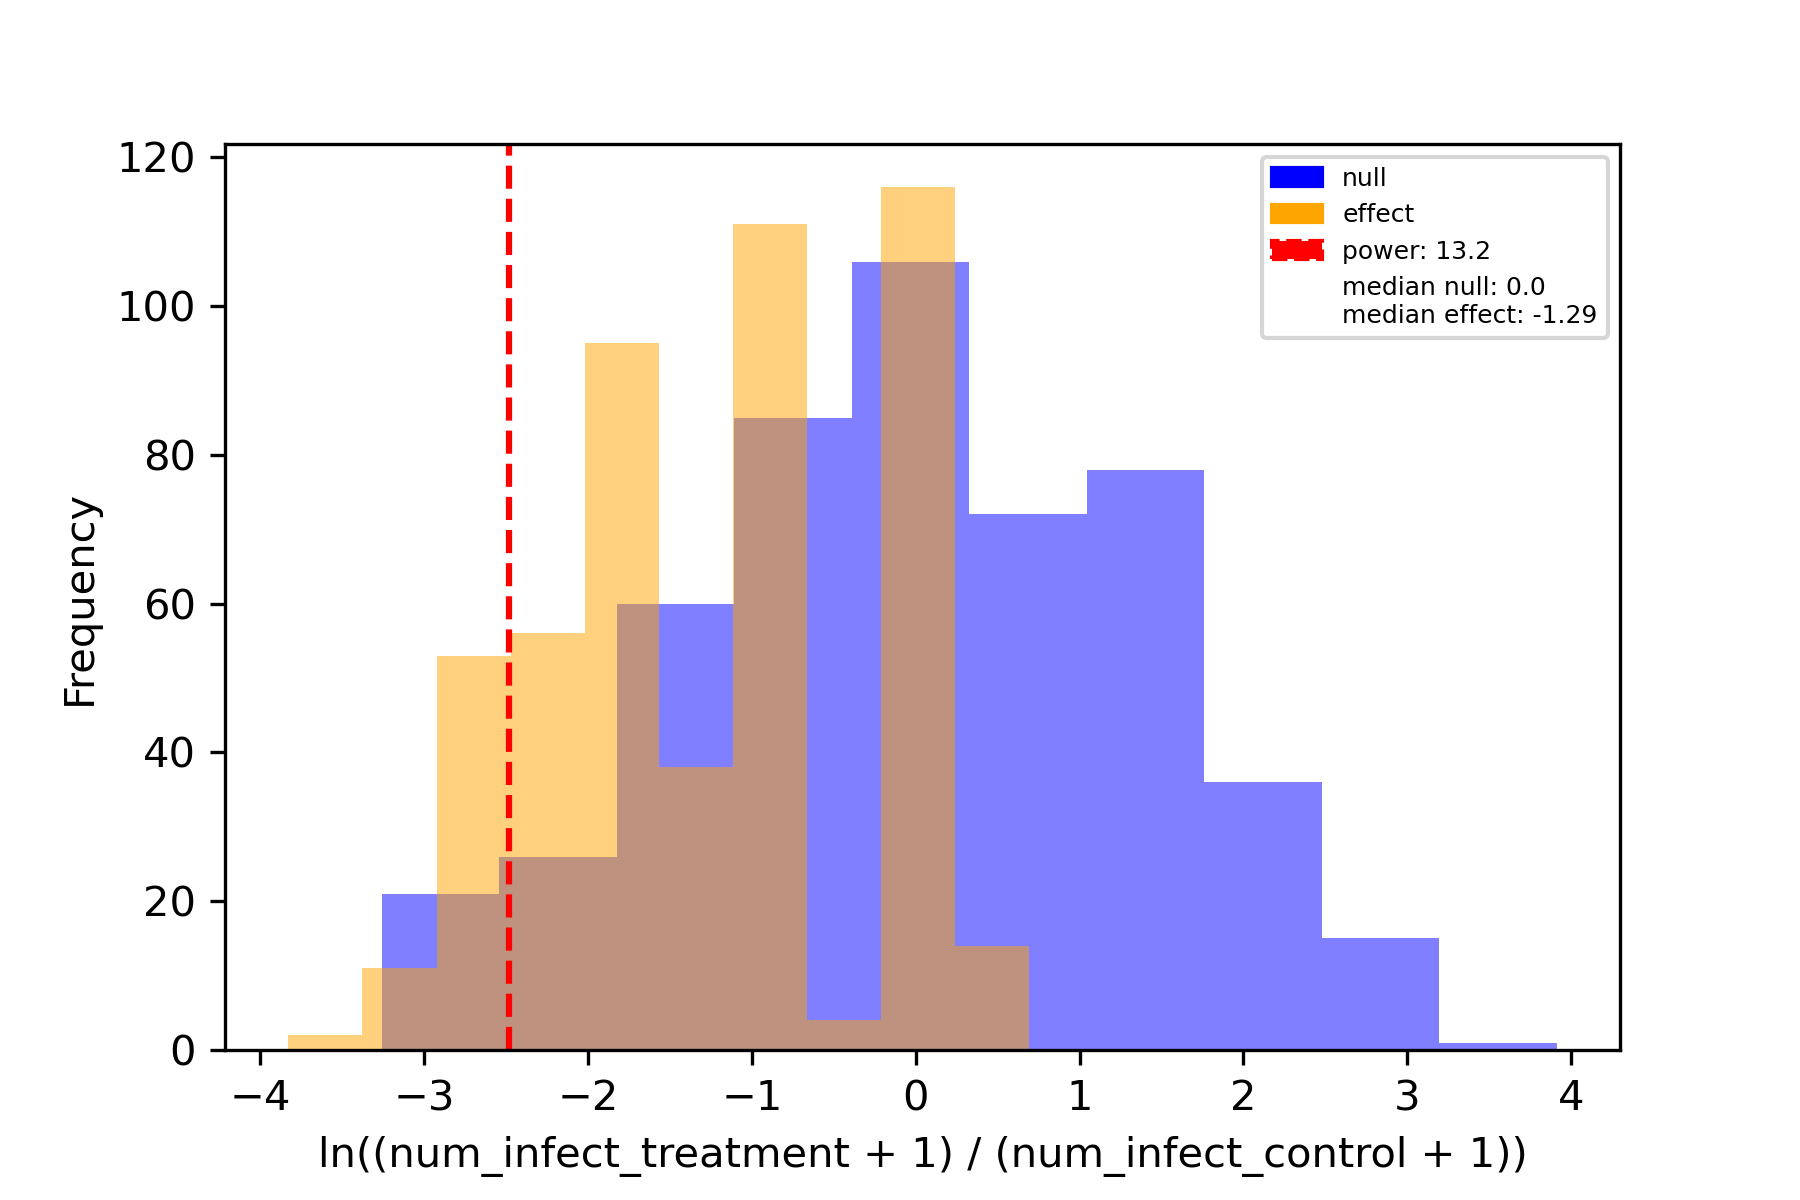 120
100
80
60
40
20
0
Frequency
null
effect
power: 13.2
median null: 0.0
median effect: -1.29
−4 −3 −2 −1 0 1 2 3 4
ln((num_infect_treatment + 1) / (num_infect_control + 1))